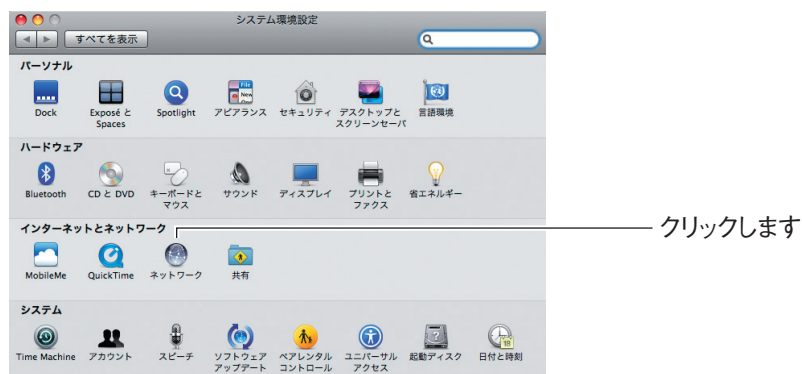 システム環境設定
すべてを表示
パーソナル
Dock
Exposé と
Spaces
Spotlight
アピアランス
セキュリティ
デスクトップと
スクリーンセーバ
言語環境
ハードウェア
Bluetooth
CD と DVD
キーボードと
マウス
サウンド
ディスプレイ
プリントと
ファクス
省エネルギー
インターネットとネットワーク
クリックします
MobileMe
QuickTime
ネットワーク
共有
システム
Time Machine
アカウント
スピーチ
ソフトウェア
アップデート
ペアレンタル
コントロール
ユニバーサル
アクセス
起動ディスク
日付と時刻